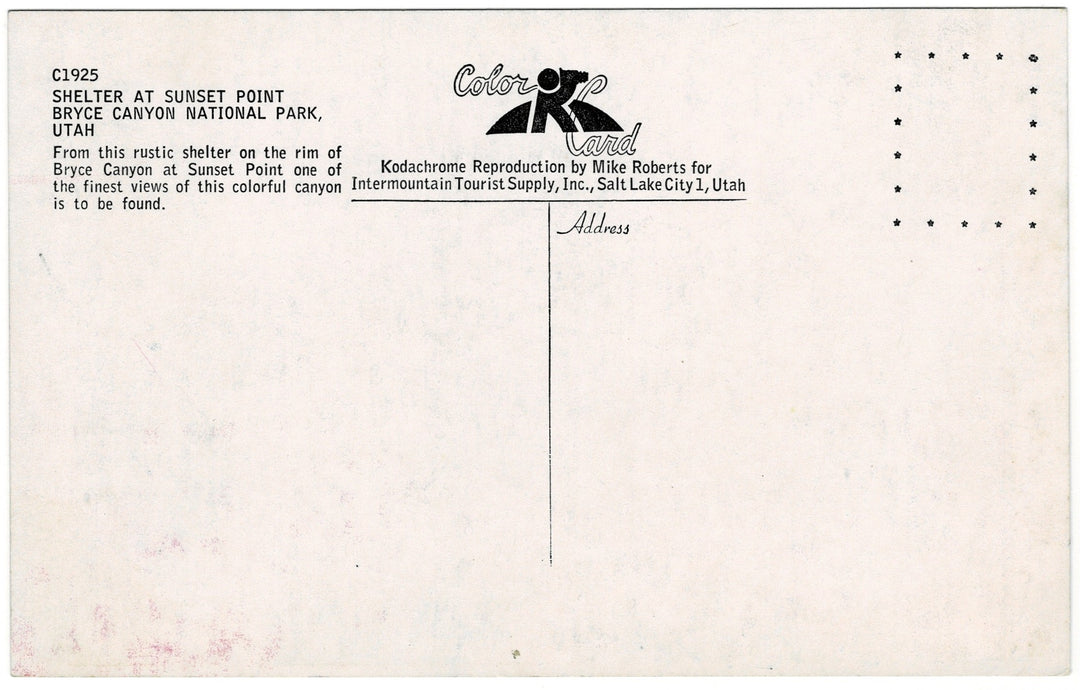 C1925
SHELTER AT SUNSET POINT
BRYCE CANYON NATIONAL PARK,
UTAH
From this rustic shelter on the rim of
Bryce Canyon at Sunset Point one of
the finest views of this colorful canyon
is to be found.
Color
Card
Kodachrome Reproduction by Mike Roberts for
Intermountain Tourist Supply, Inc., Salt Lake City 1, Utah
Address